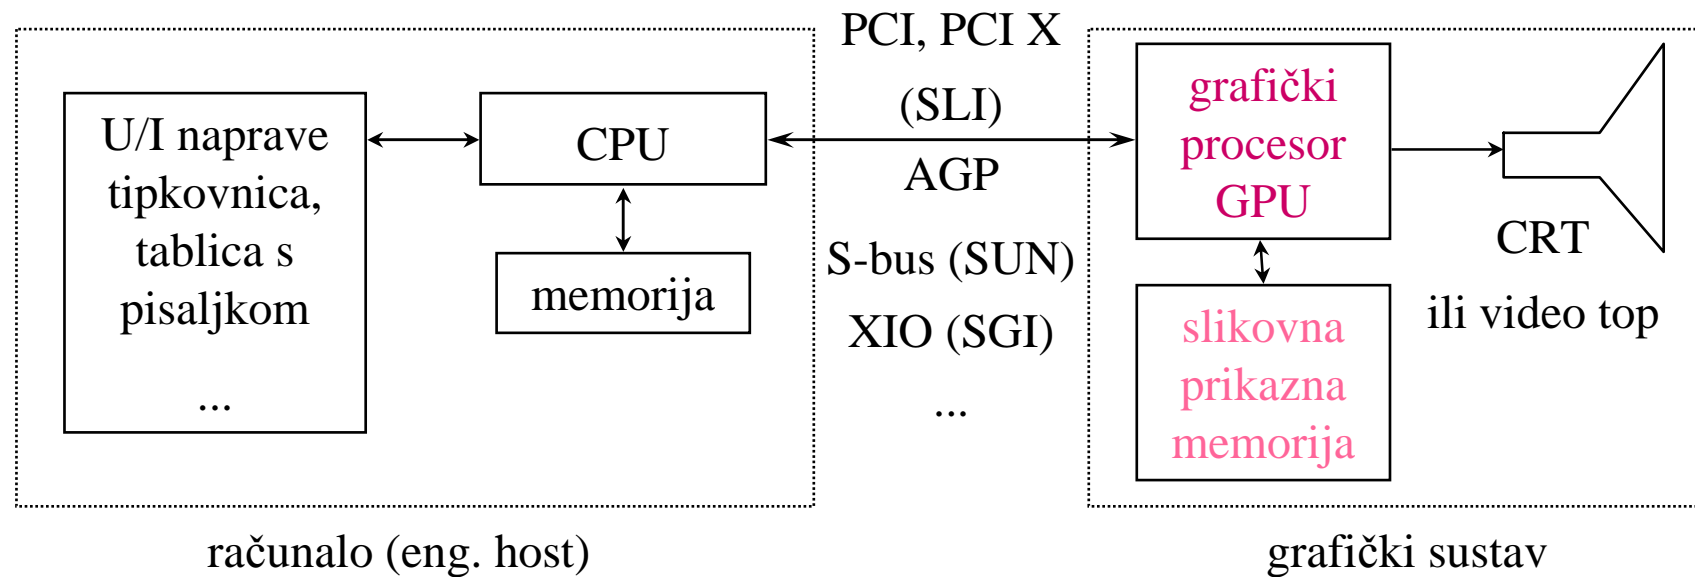 U/I naprave
tipkovnica,
tablica s
pisaljkom
...
CPU
memorija
računalo (eng. host)
PCI, PCI X
(SLI)
AGP
S-bus (SUN)
XIO (SGI)
...
grafički
procesor
GPU
slikovna
prikazna
memorija
CRT
ili video top
grafički sustav